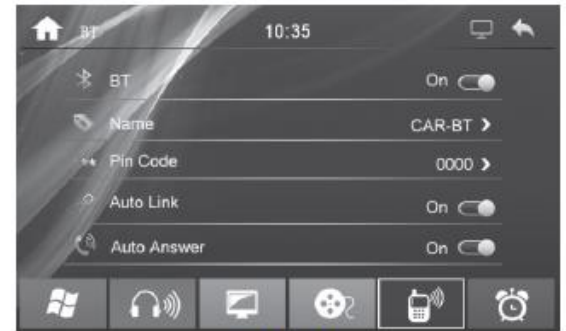 BT 10:35
BT On
Name CAR-BT >
Pin Code 0000 >
Auto Link On
Auto Answer On